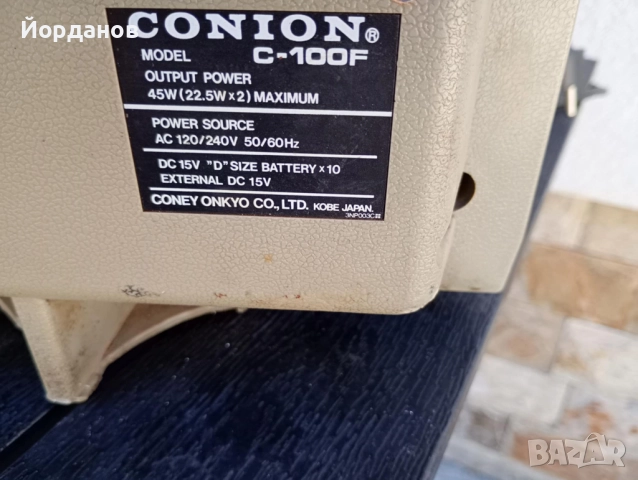 Йорданов
CONION®
MODEL C-100F
OUTPUT POWER
45W (22.5W×2) MAXIMUM
POWER SOURCE
AC 120/240V 50/60Hz
DC 15V "D" SIZE BATTERY×10
EXTERNAL DC 15V
CONEY ONKYO CO., LTD. KOBE JAPAN.
3NP003CⅢ
BAZAR